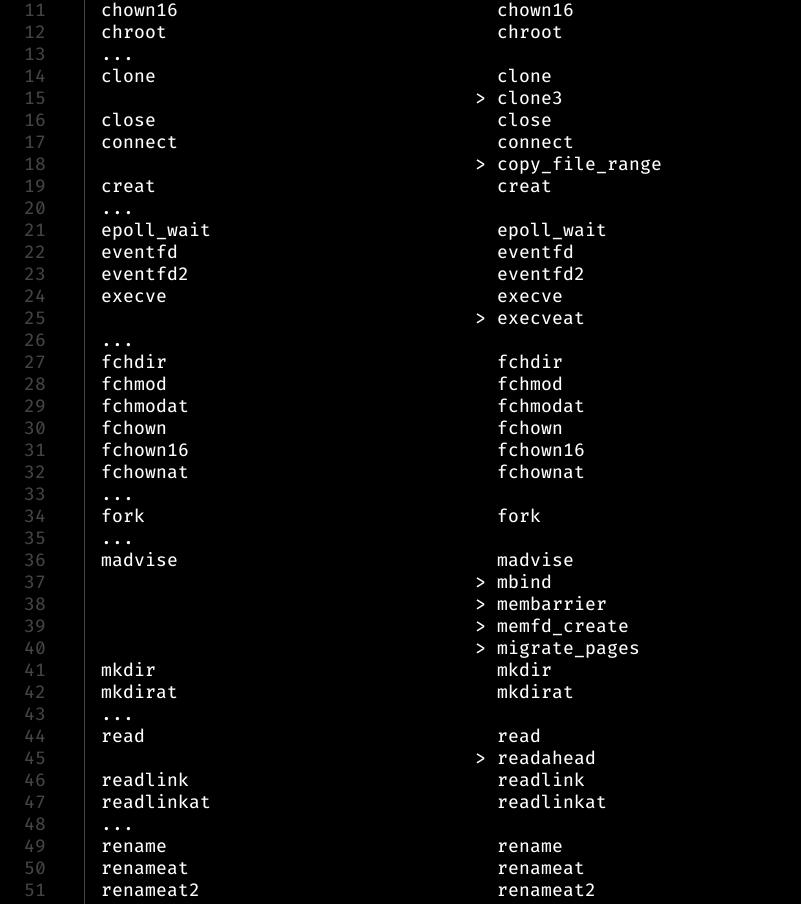 11 chown16 chown16
12 chroot chroot
13 ...
14 clone clone
15 > clone3
16 close close
17 connect connect
18 > copy_file_range
19 creat creat
20 ...
21 epoll_wait epoll_wait
22 eventfd eventfd
23 eventfd2 eventfd2
24 execve execve
25 > execveat
26 ...
27 fchdir fchdir
28 fchmod fchmod
29 fchmodat fchmodat
30 fchown fchown
31 fchown16 fchown16
32 fchownat fchownat
33 ...
34 fork fork
35 ...
36 madvise madvise
37 > mbind
38 > membarrier
39 > memfd_create
40 > migrate_pages
41 mkdir mkdir
42 mkdirat mkdirat
43 ...
44 read read
45 > readahead
46 readlink readlink
47 readlinkat readlinkat
48 ...
49 rename rename
50 renameat renameat
51 renameat2 renameat2